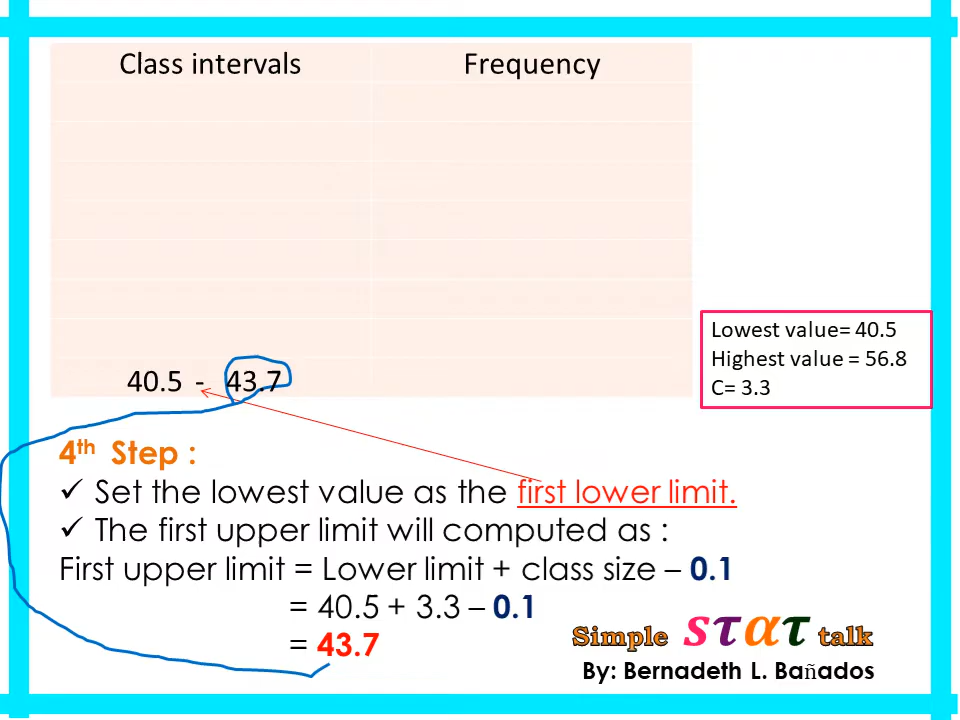 Class intervals Frequency
40.5 - 43.7
Lowest value= 40.5
Highest value = 56.8
C= 3.3
4th Step :
✓ Set the lowest value as the first lower limit.
✓ The first upper limit will computed as :
First upper limit = Lower limit + class size – 0.1
= 40.5 + 3.3 – 0.1
= 43.7
Simple sτατ talk
By: Bernadeth L. Bañados